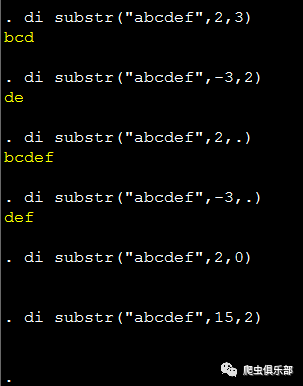 . di substr("abcdef",2,3)
bcd
. di substr("abcdef",-3,2)
de
. di substr("abcdef",2,.)
bcdef
. di substr("abcdef",-3,.)
def
. di substr("abcdef",2,0)
. di substr("abcdef",15,2)
.
爬虫俱乐部